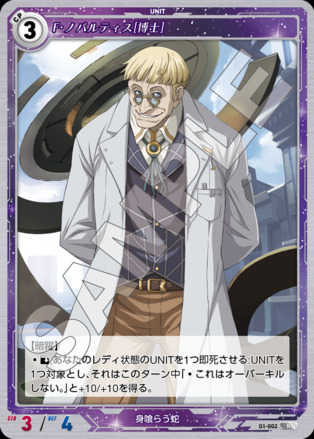 UNIT
CP
3
F・ノバルティス[博士]
SAMPLE
[暗躍]
・あなたのレディ状態のUNITを1つ即死させる:UNITを
1つ対象とし、それはこのターン中「・これはオーバーキル
しない。」と+10/+10を得る。
身喰らう蛇
ATK 3 / DEF 4
01-002